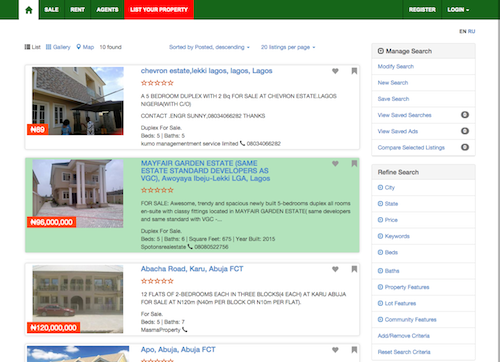 SALE RENT AGENTS LIST YOUR PROPERTY REGISTER LOGIN
EN RU
List Gallery Map 10 found Sorted by Posted, descending 20 listings per page
chevron estate,lekki lagos, lagos, Lagos
A 5 BEDROOM DUPLEX WITH 2 Bq FOR SALE AT CHEVRON ESTATE.LAGOS
NIGERIA(WITH C/O)
CONTACT .ENGR SUNNY,08034066282 THANKS
Duplex For Sale.
Beds: 5 | Baths: 5
kumo managementment service limited 08034066282
₦89
MAYFAIR GARDEN ESTATE (SAME
ESTATE STANDARD DEVELOPERS AS
VGC), Awoyaya Ibeju-Lekki LGA, Lagos
FOR SALE: Awesome, trendy and spacious newly built 5-bedrooms duplex all rooms
en-suite with classy fittings located in MAYFAIR GARDEN ESTATE( same developers
and same standard with VGC -...
Duplex For Sale.
Beds: 5 | Baths: 6 | Square Feet: 675 | Year Built: 2015
Spotonsrealestate 08080522756
₦96,000,000
Abacha Road, Karu, Abuja FCT
12 FLATS OF 2-BEDROOMS EACH IN THREE BLOCKS(4 EACH) AT KARU ABUJA
FOR SALE AT N120m (N40m PER BLOCK OR N10m PER FLAT).
For Sale.
Beds: 5 | Baths: 7
MaamaProperty
₦120,000,000
Apo, Abuja, Abuja FCT
Manage Search
Modify Search
New Search
Save Search
View Saved Searches 0
View Saved Ads 0
Compare Selected Listings 0
Refine Search
City
State
Price
Keywords
Beds
Baths
Property Features
Lot Features
Community Features
Add/Remove Criteria
Reset Search Criteria